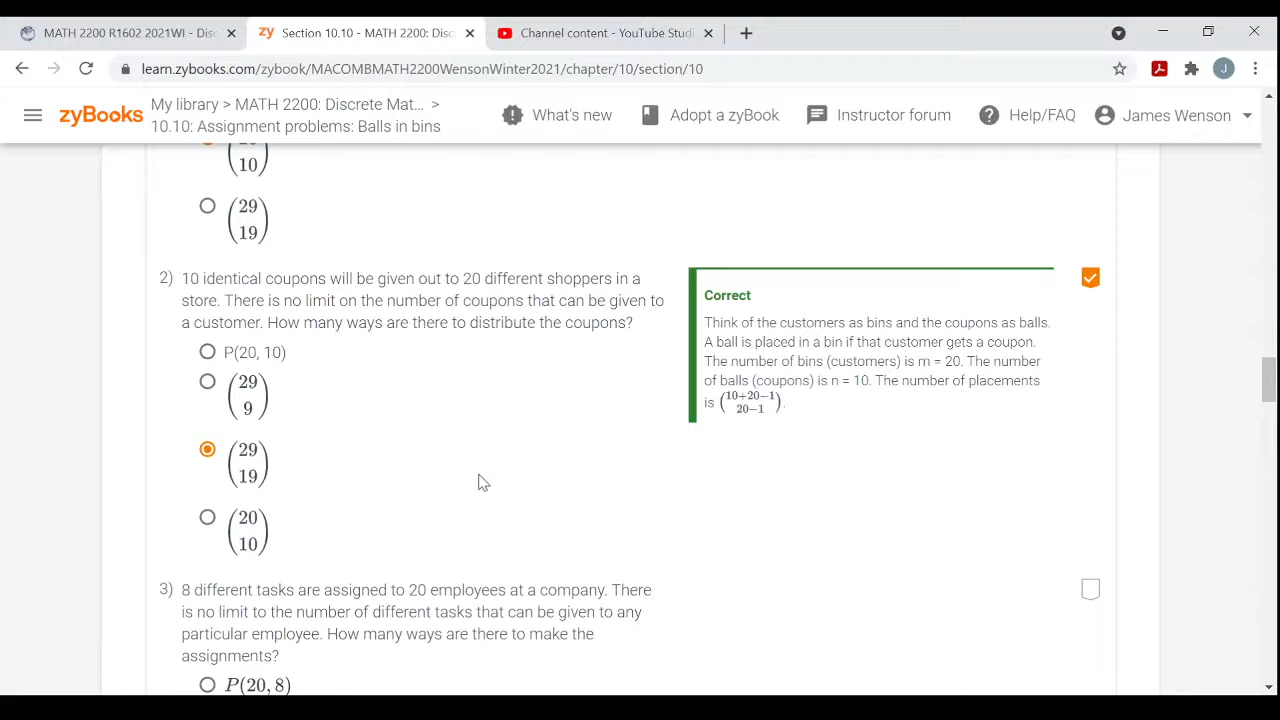 MATH 2200 R1602 2021WI - Disc
zy Section 10.10 - MATH 2200: Disc
Channel content - YouTube Studi
learn.zybooks.com/zybook/MACOMBMATH2200WensonWinter2021/chapter/10/section/10
J
zyBooks
My library > MATH 2200: Discrete Mat... >
10.10: Assignment problems: Balls in bins
What's new
Adopt a zyBook
Instructor forum
Help/FAQ
James Wenson
10
29
19
2) 10 identical coupons will be given out to 20 different shoppers in a
store. There is no limit on the number of coupons that can be given to
a customer. How many ways are there to distribute the coupons?
P(20, 10)
(29
9)
(29
19)
(20
10)
Correct
Think of the customers as bins and the coupons as balls.
A ball is placed in a bin if that customer gets a coupon.
The number of bins (customers) is m = 20. The number
of balls (coupons) is n = 10. The number of placements
is (10+20−1
20−1).
3) 8 different tasks are assigned to 20 employees at a company. There
is no limit to the number of different tasks that can be given to any
particular employee. How many ways are there to make the
assignments?
P(20, 8)